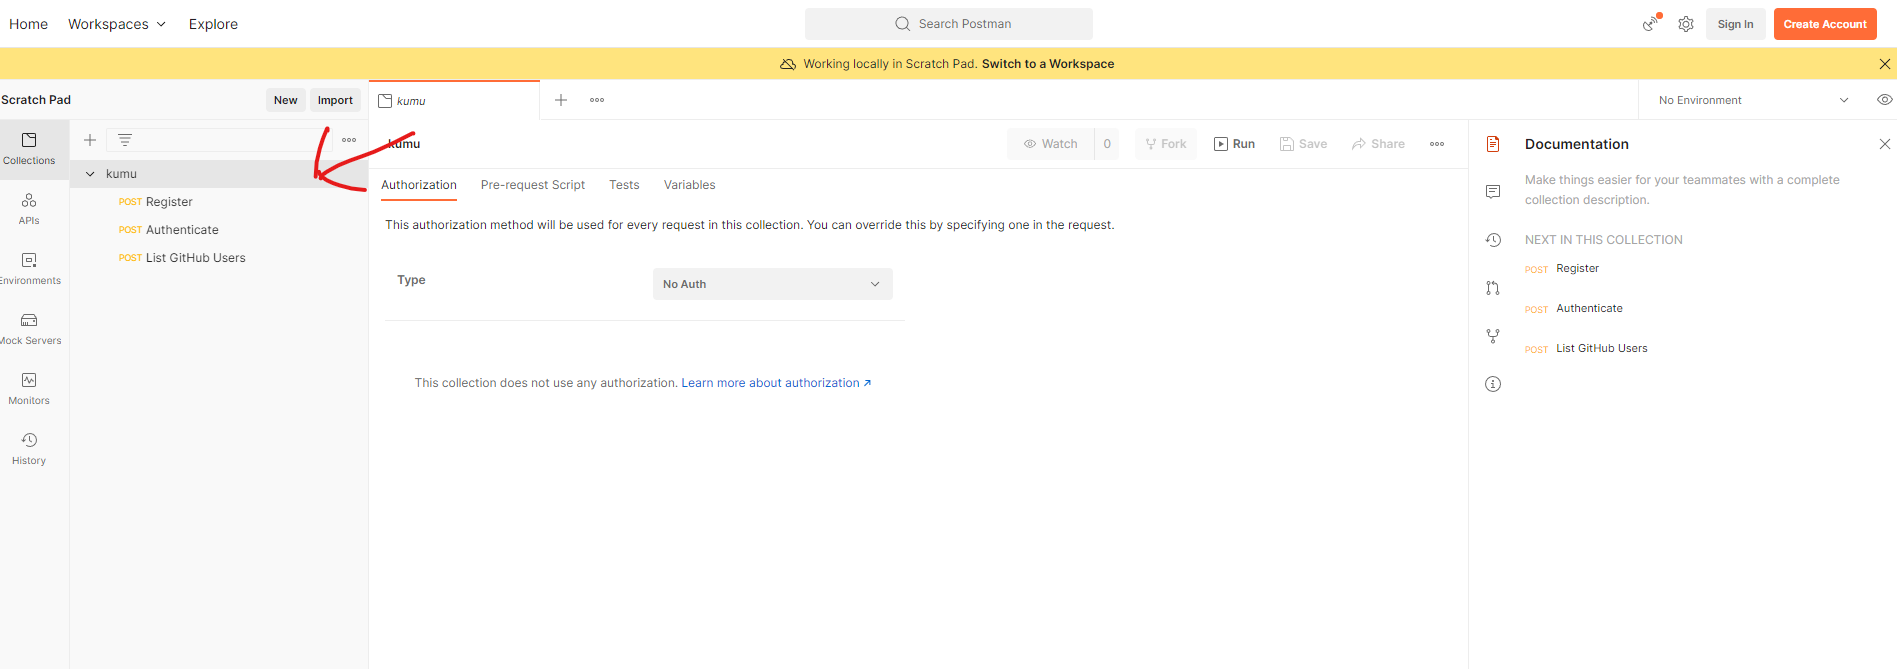 Home Workspaces Explore Search Postman Sign In Create Account
Working locally in Scratch Pad. Switch to a Workspace
Scratch Pad New Import kumu No Environment
kumu Watch 0 Fork Run Save Share Documentation
Collections
kumu
Authorization Pre-request Script Tests Variables
Make things easier for your teammates with a complete
collection description.
POST Register
APIs
This authorization method will be used for every request in this collection. You can override this by specifying one in the request.
POST Authenticate
NEXT IN THIS COLLECTION
POST List GitHub Users
POST Register
Environments
Type No Auth
POST Authenticate
Mock Servers
POST List GitHub Users
This collection does not use any authorization. Learn more about authorization
Monitors
History